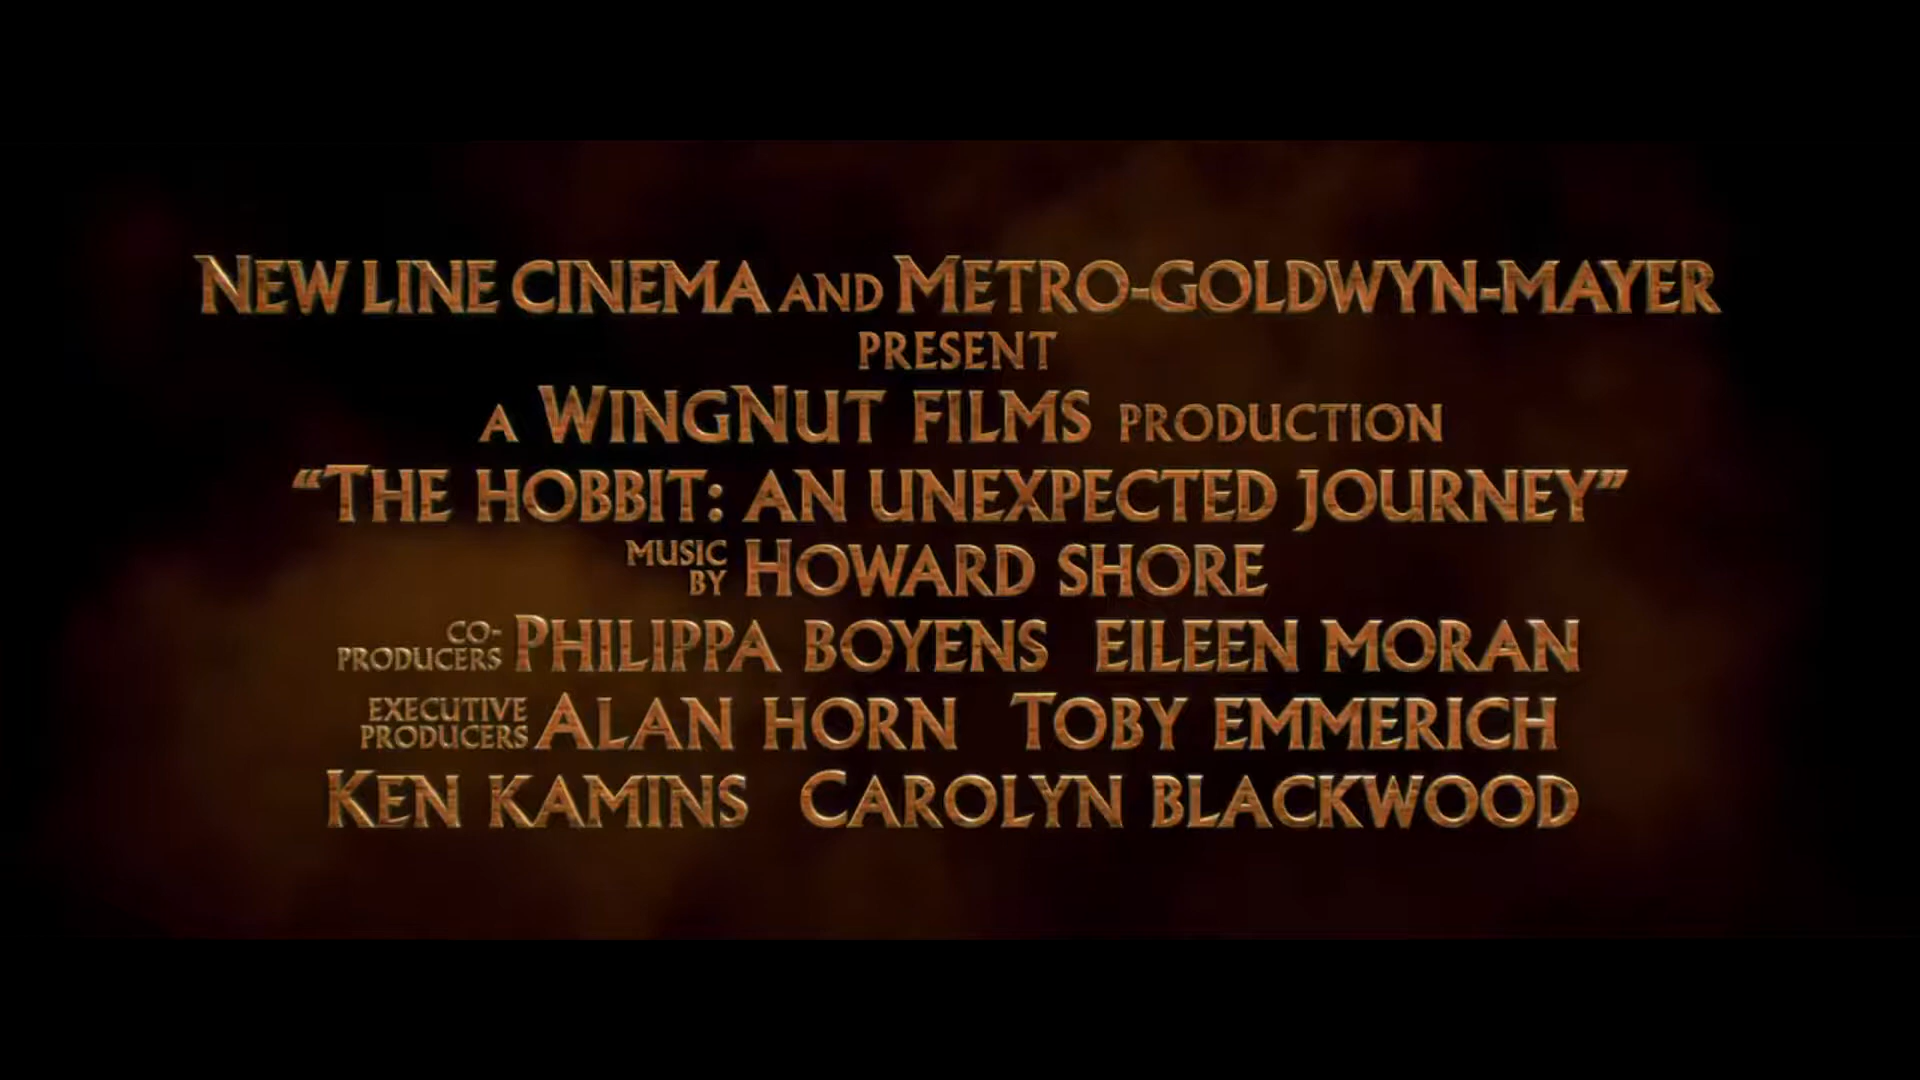 NEW LINE CINEMA AND METRO-GOLDWYN-MAYER
PRESENT
A WINGNUT FILMS PRODUCTION
“THE HOBBIT: AN UNEXPECTED JOURNEY”
MUSIC BY HOWARD SHORE
CO-PRODUCERS PHILIPPA BOYENS EILEEN MORAN
EXECUTIVE PRODUCERS ALAN HORN TOBY EMMERICH
KEN KAMINS CAROLYN BLACKWOOD